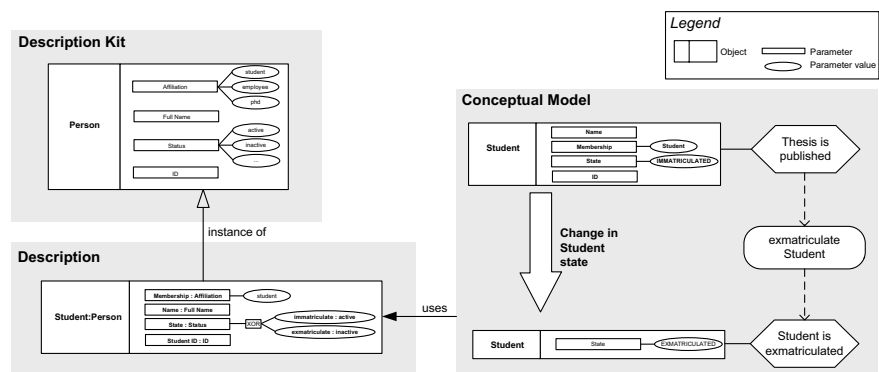 Legend
Object
Parameter
Parameter value
Description Kit
Person
Affiliation
student
employee
phd
Full Name
Status
active
inactive
...
ID
instance of
Description
Student:Person
Membership : Affiliation
student
Name : Full Name
State : Status
XOR
immatriculate : active
exmatriculate : inactive
Student ID : ID
uses
Conceptual Model
Student
Name
Membership
Student
State
IMMATRICULATED
ID
Thesis is
published
Change in
Student
state
exmatriculate
Student
Student
State
EXMATRICULATED
Student is
exmatriculated